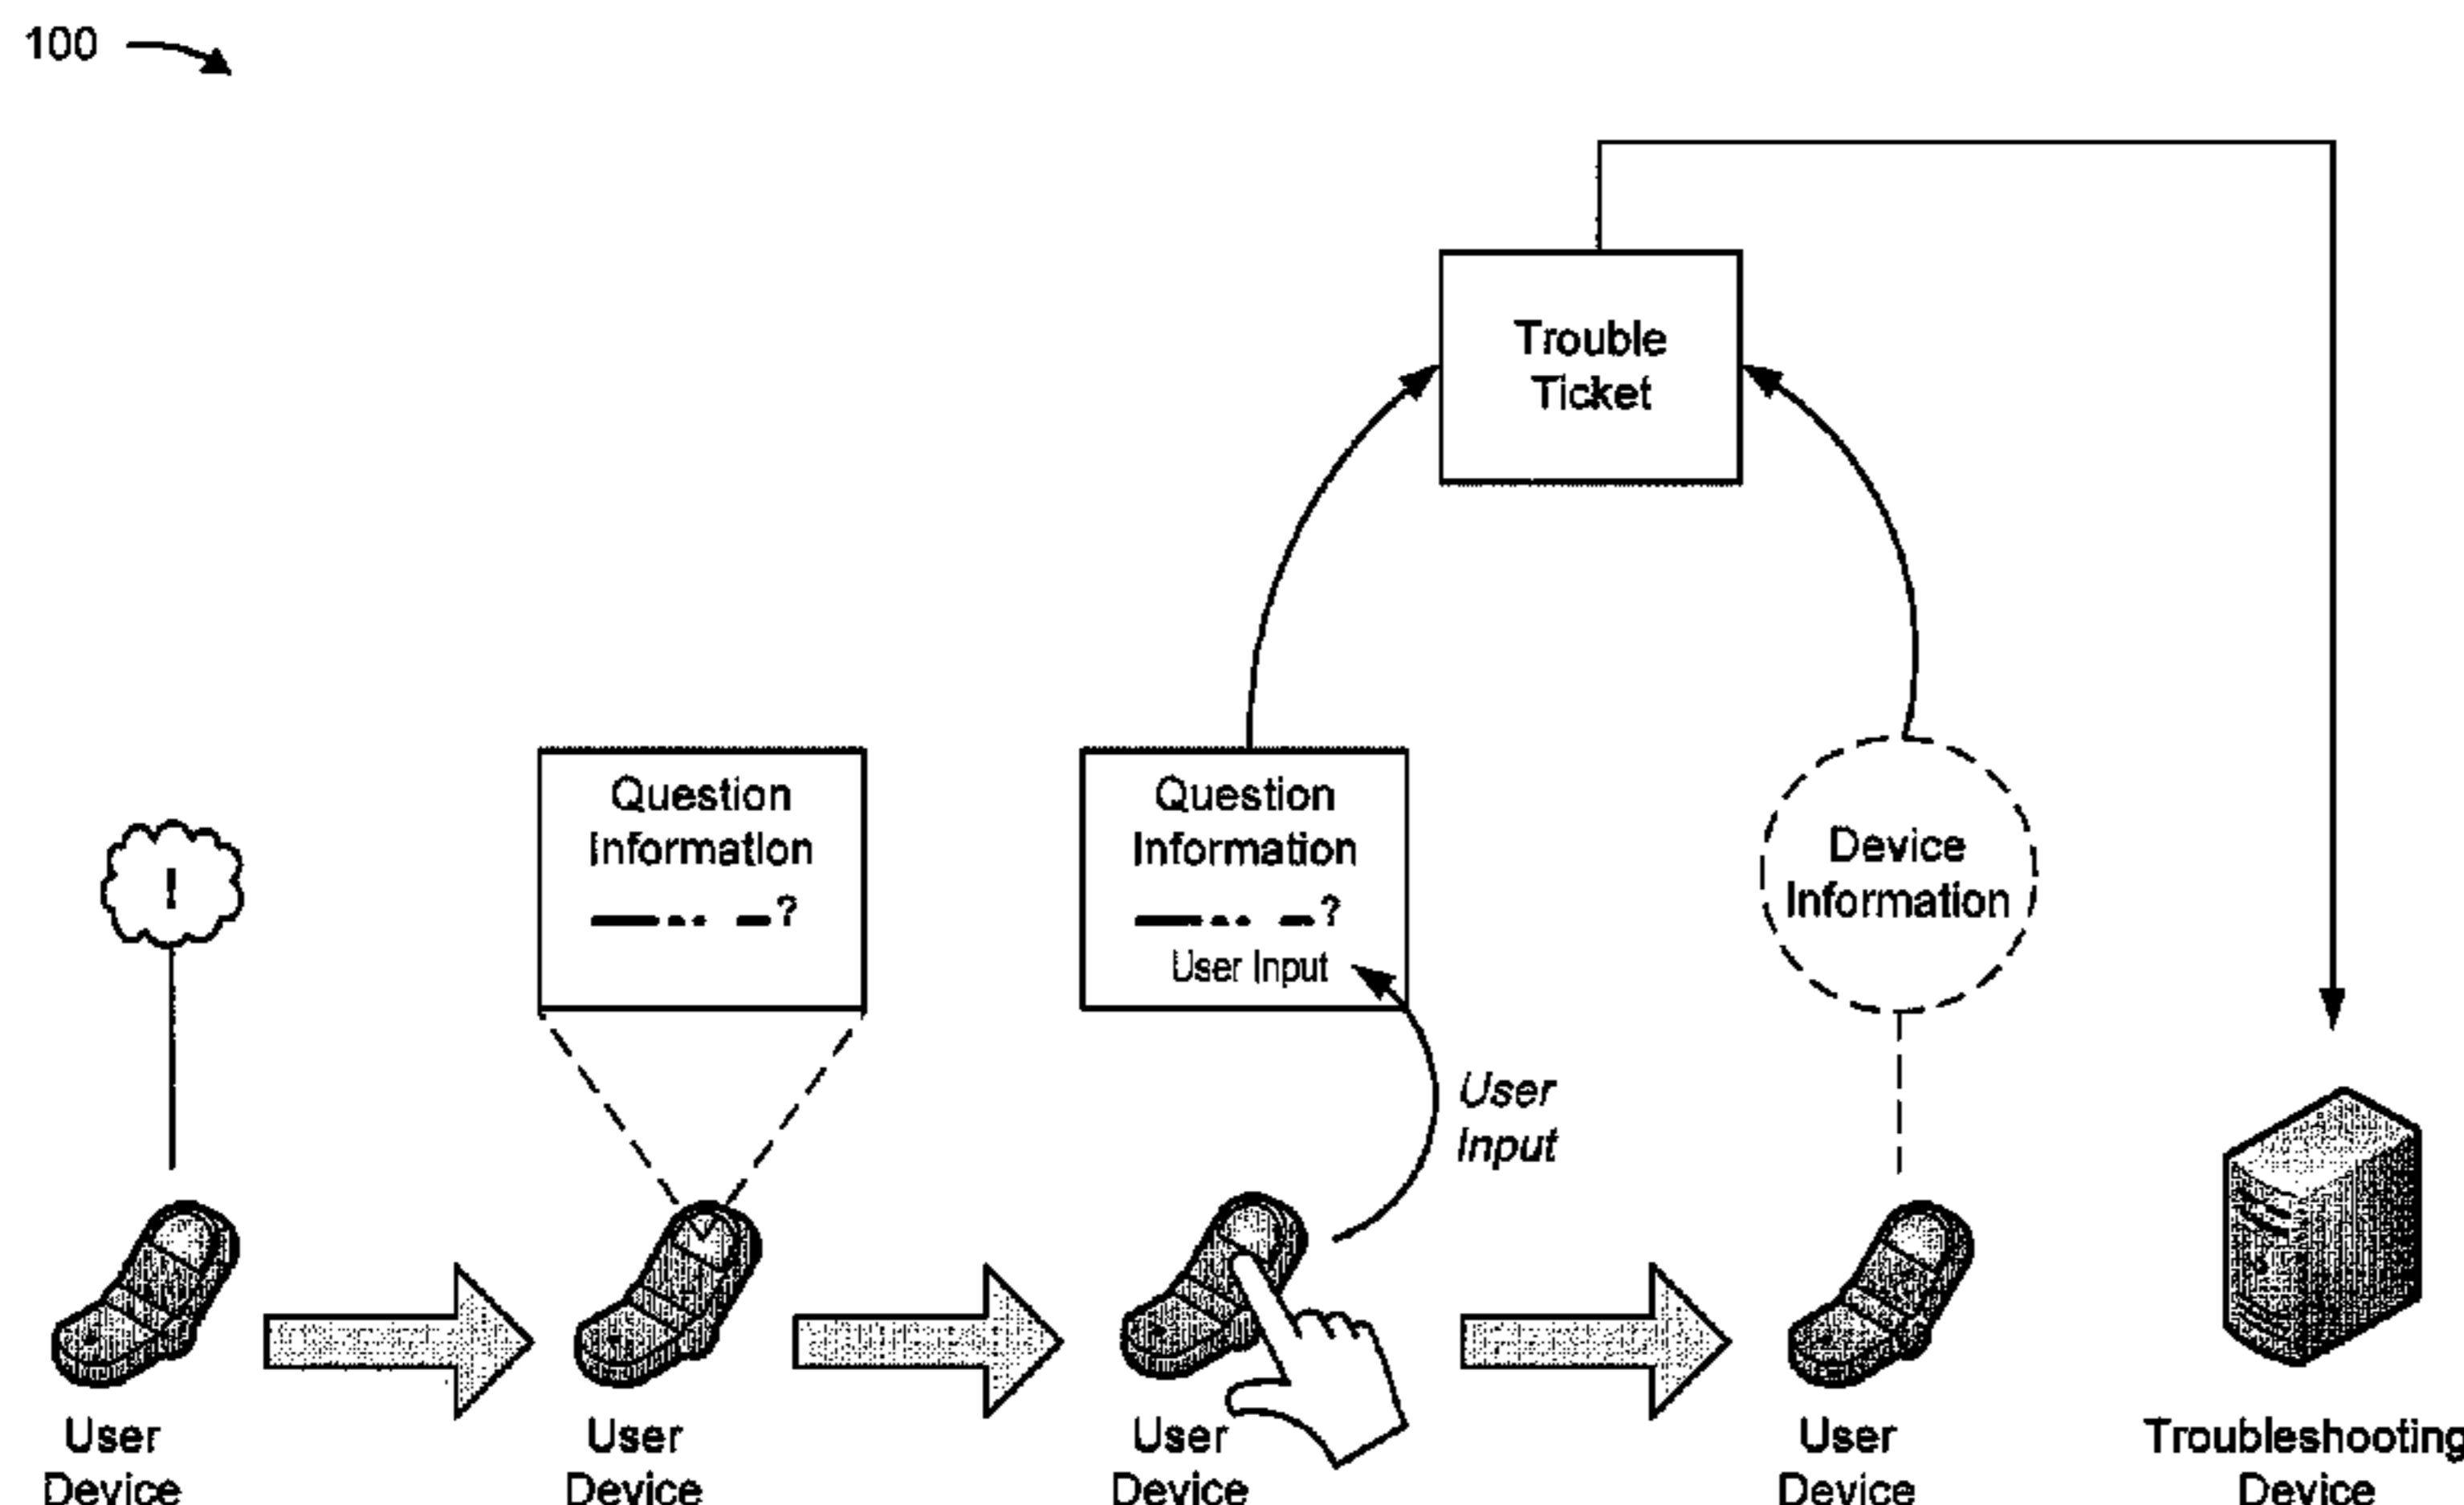 100
Trouble
Ticket
!
Question
Information
?
Question
Information
?
User Input
Device
Information
User
Input
User
Device
User
Device
User
Device
User
Device
Troubleshooting
Device